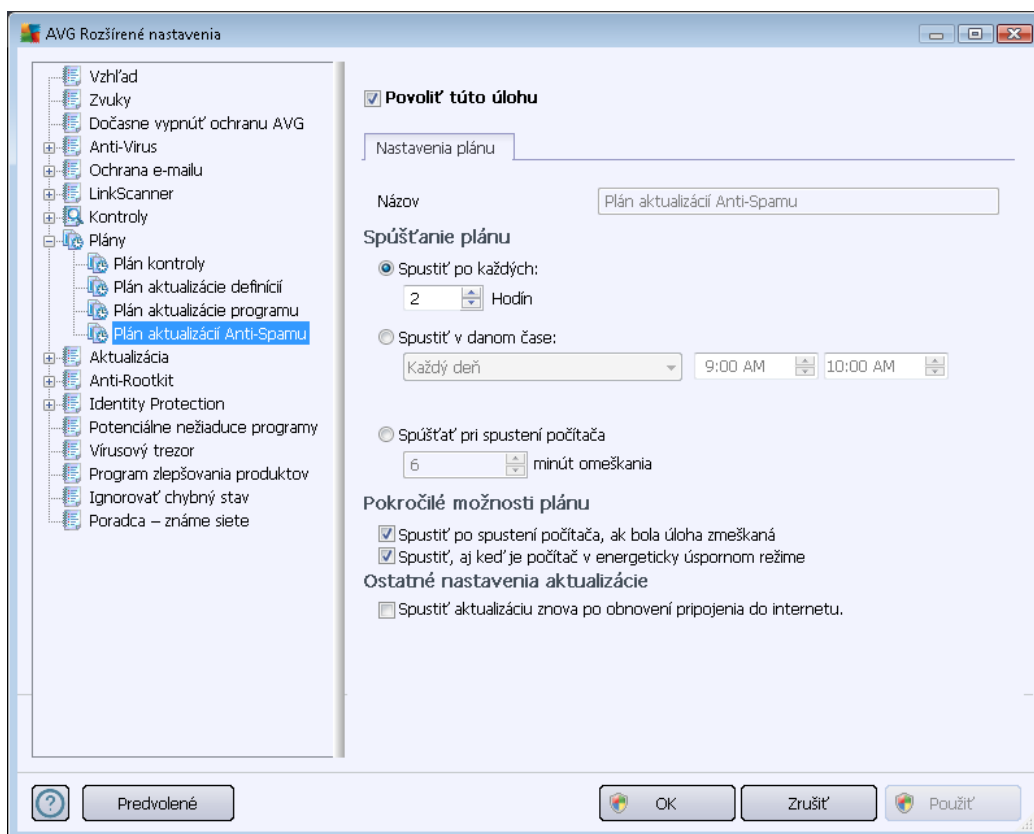 AVG Rozšírené nastavenia
Vzhľad
Zvuky
Dočasne vypnúť ochranu AVG
Anti-Virus
Ochrana e-mailu
LinkScanner
Kontroly
Plány
Plán kontroly
Plán aktualizácie definícií
Plán aktualizácie programu
Plán aktualizácií Anti-Spamu
Aktualizácia
Anti-Rootkit
Identity Protection
Potenciálne nežiaduce programy
Vírusový trezor
Program zlepšovania produktov
Ignorovať chybný stav
Poradca – známe siete
Povoliť túto úlohu
Nastavenia plánu
Názov Plán aktualizácií Anti-Spamu
Spúšťanie plánu
Spustiť po každých:
2 Hodín
Spustiť v danom čase:
Každý deň 9:00 AM 10:00 AM
Spúšťať pri spustení počítača
6 minút omeškania
Pokročilé možnosti plánu
Spustiť po spustení počítača, ak bola úloha zmeškaná
Spustiť, aj keď je počítač v energeticky úspornom režime
Ostatné nastavenia aktualizácie
Spustiť aktualizáciu znova po obnovení pripojenia do internetu.
Predvolené OK Zrušiť Použiť